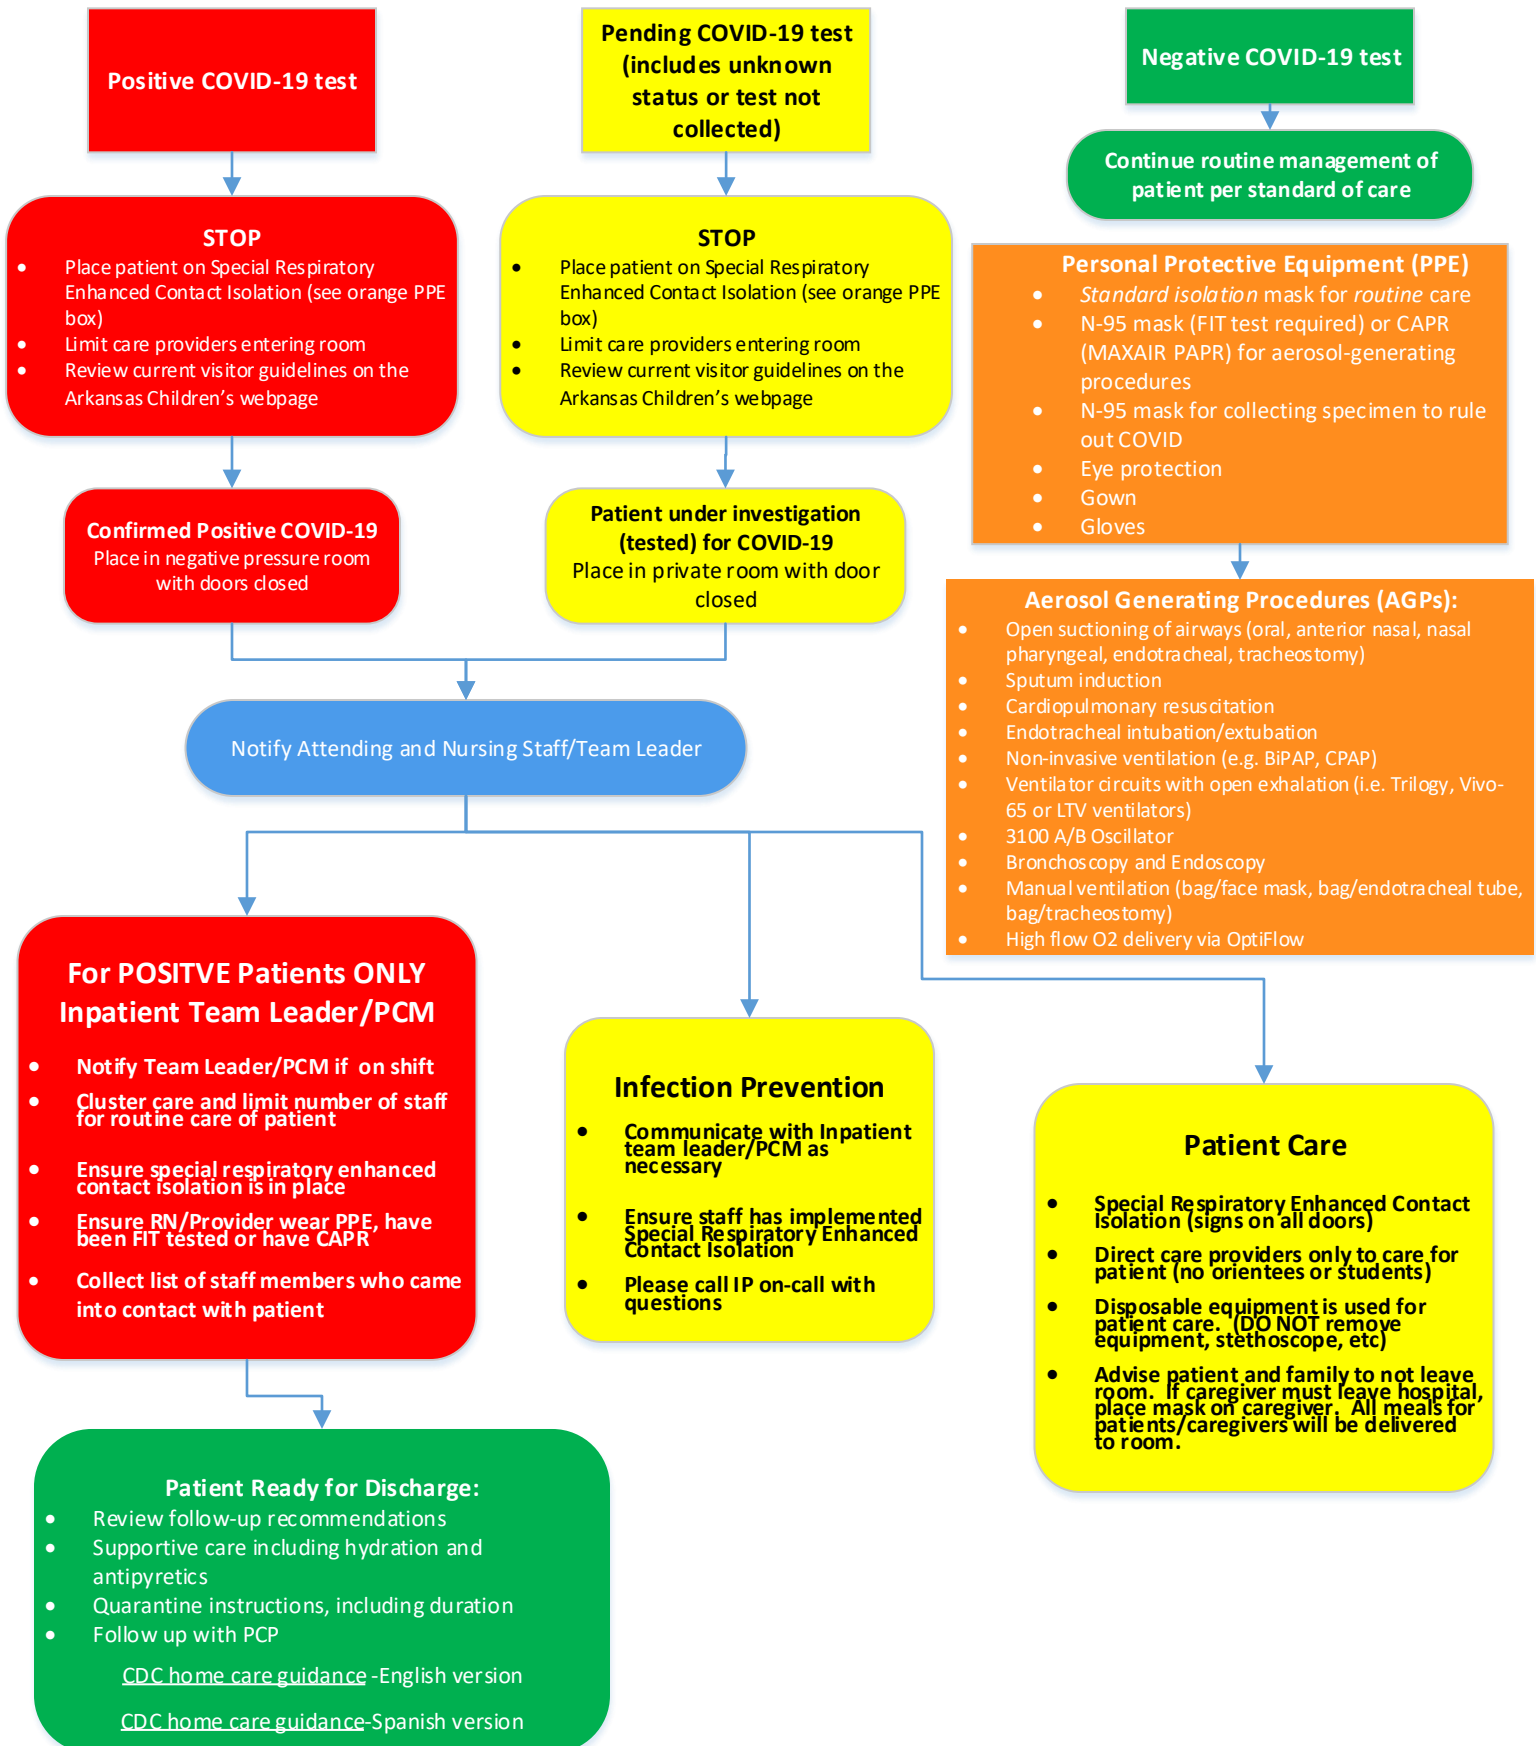 Positive COVID-19 test
Pending COVID-19 test
(includes unknown
status or test not
collected)
Negative COVID-19 test
Continue routine management of
patient per standard of care
STOP
• Place patient on Special Respiratory
Enhanced Contact Isolation (see orange PPE
box)
• Limit care providers entering room
• Review current visitor guidelines on the
Arkansas Children’s webpage
STOP
• Place patient on Special Respiratory
Enhanced Contact Isolation (see orange PPE
box)
• Limit care providers entering room
• Review current visitor guidelines on the
Arkansas Children’s webpage
Personal Protective Equipment (PPE)
• Standard isolation mask for routine care
• N-95 mask (FIT test required) or CAPR
(MAXAIR PAPR) for aerosol-generating
procedures
• N-95 mask for collecting specimen to rule
out COVID
• Eye protection
• Gown
• Gloves
Confirmed Positive COVID-19
Place in negative pressure room
with doors closed
Patient under investigation
(tested) for COVID-19
Place in private room with door
closed
Aerosol Generating Procedures (AGPs):
• Open suctioning of airways (oral, anterior nasal, nasal
pharyngeal, endotracheal, tracheostomy)
• Sputum induction
• Cardiopulmonary resuscitation
• Endotracheal intubation/extubation
• Non-invasive ventilation (e.g. BiPAP, CPAP)
• Ventilator circuits with open exhalation (i.e. Trilogy, Vivo-
65 or LTV ventilators)
• 3100 A/B Oscillator
• Bronchoscopy and Endoscopy
• Manual ventilation (bag/face mask, bag/endotracheal tube,
bag/tracheostomy)
• High flow O2 delivery via OptiFlow
Notify Attending and Nursing Staff/Team Leader
For POSITVE Patients ONLY
Inpatient Team Leader/PCM
• Notify Team Leader/PCM if on shift
• Cluster care and limit number of staff
for routine care of patient
• Ensure special respiratory enhanced
contact isolation is in place
• Ensure RN/Provider wear PPE, have
been FIT tested or have CAPR
• Collect list of staff members who came
into contact with patient
Infection Prevention
• Communicate with Inpatient
team leader/PCM as
necessary
• Ensure staff has implemented
Special Respiratory Enhanced
Contact Isolation
• Please call IP on-call with
questions
Patient Care
• Special Respiratory Enhanced Contact
Isolation (signs on all doors)
• Direct care providers only to care for
patient (no orientees or students)
• Disposable equipment is used for
patient care. (DO NOT remove
equipment, stethoscope, etc)
• Advise patient and family to not leave
room. If caregiver must leave hospital,
place mask on caregiver. All meals for
patients/caregivers will be delivered
to room.
Patient Ready for Discharge:
• Review follow-up recommendations
• Supportive care including hydration and
antipyretics
• Quarantine instructions, including duration
• Follow up with PCP
CDC home care guidance -English version
CDC home care guidance-Spanish version